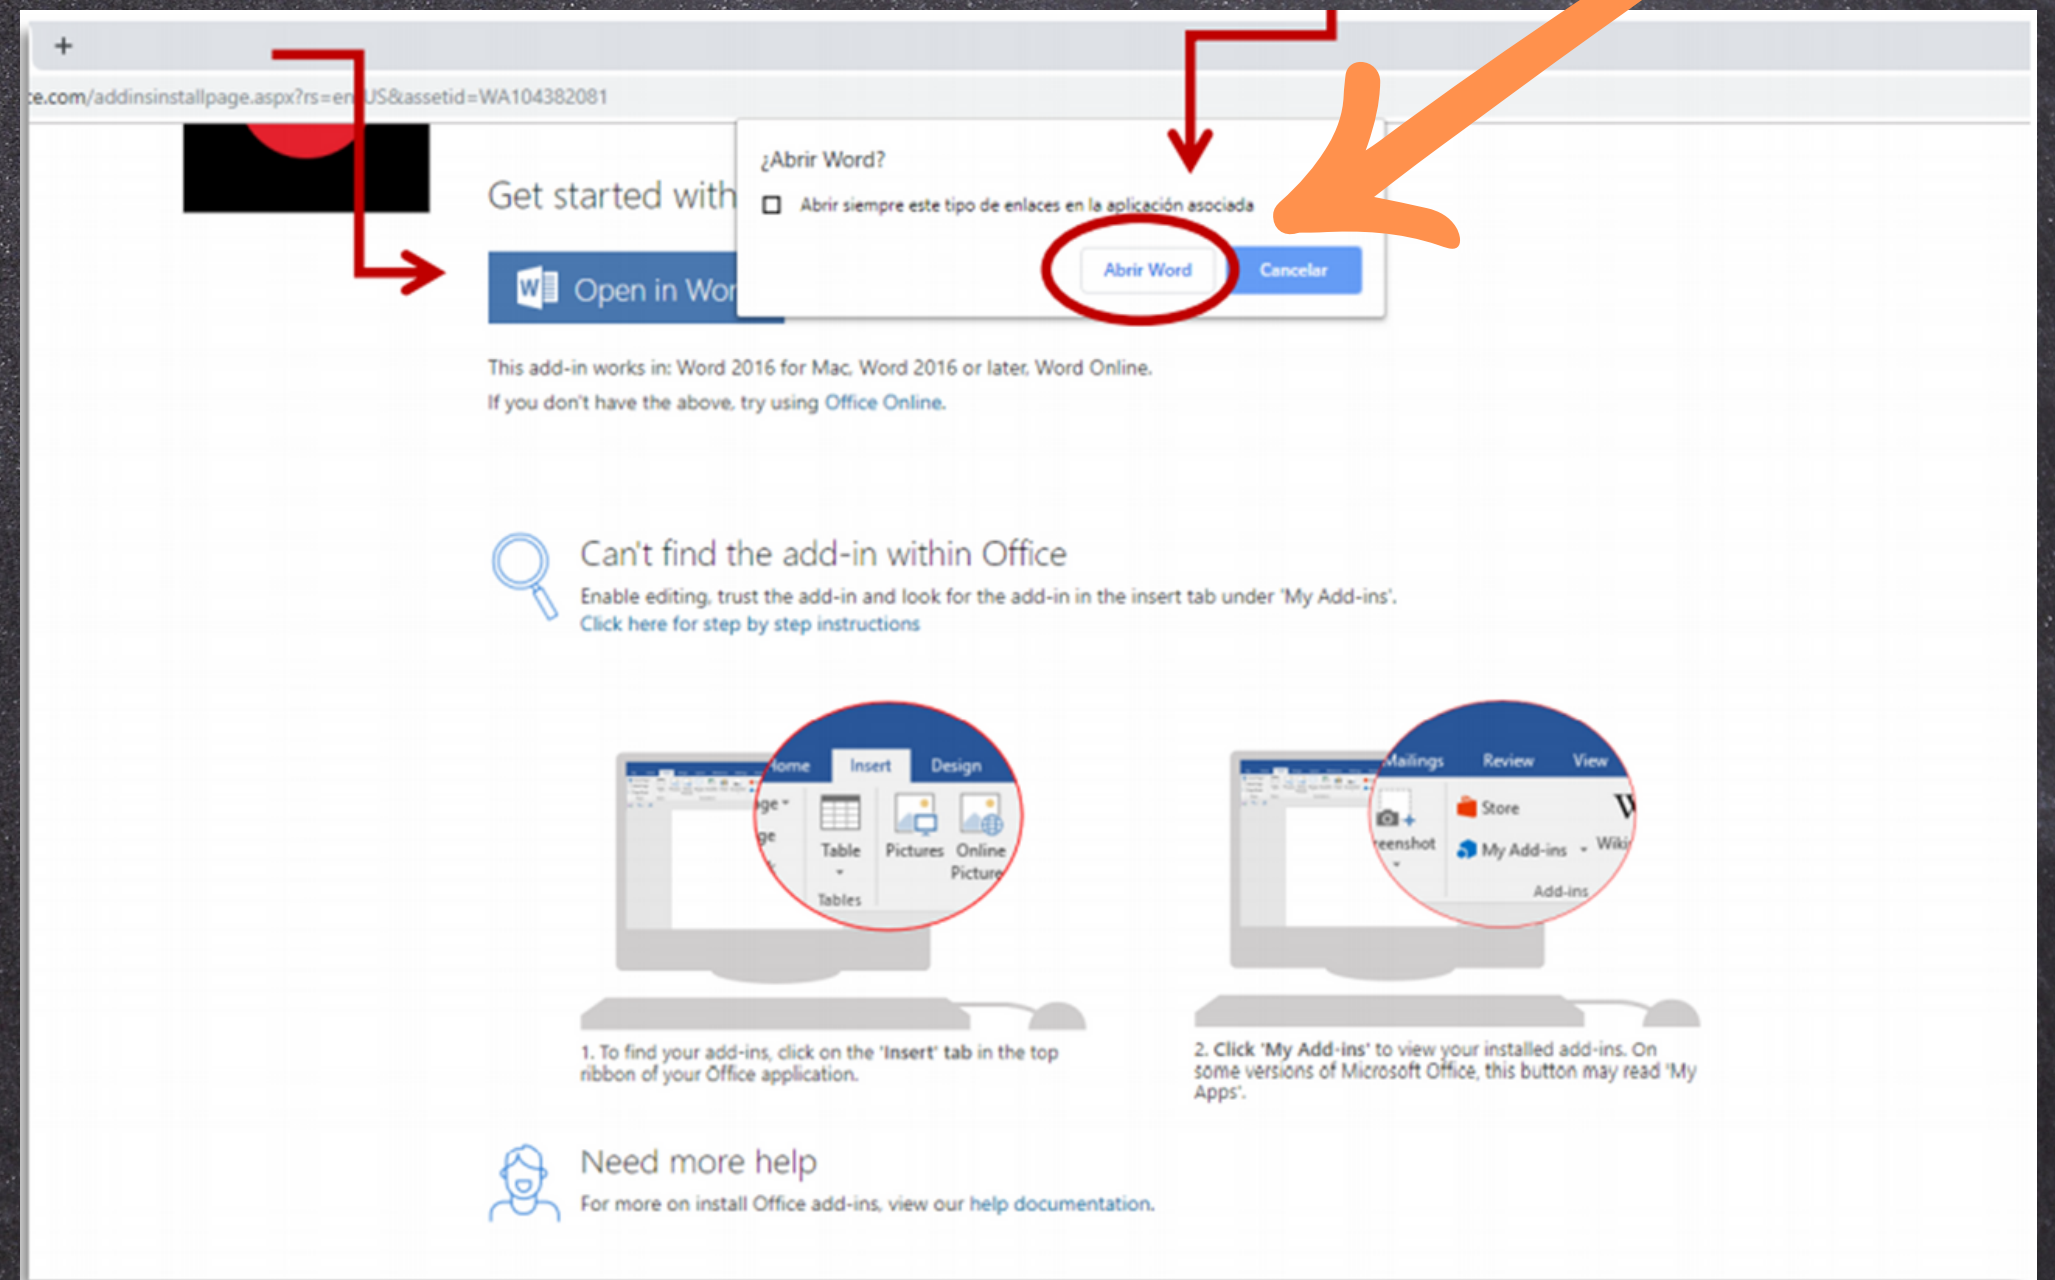 +
ce.com/addinsinstallpage.aspx?rs=en-US&assetid=WA104382081
¿Abrir Word?
Abrir siempre este tipo de enlaces en la aplicación asociada
Abrir Word
Cancelar
Get started with
Open in Wor
This add-in works in: Word 2016 for Mac, Word 2016 or later, Word Online.
If you don't have the above, try using Office Online.
Can't find the add-in within Office
Enable editing, trust the add-in and look for the add-in in the insert tab under 'My Add-ins'.
Click here for step by step instructions
Home Insert Design
Table
Pictures
Online
Picture
Tables
Mailings Review View
Store
My Add-ins
Add-ins
1. To find your add-ins, click on the 'Insert' tab in the top
ribbon of your Office application.
2. Click 'My Add-ins' to view your installed add-ins. On
some versions of Microsoft Office, this button may read 'My
Apps'.
Need more help
For more on install Office add-ins, view our help documentation.